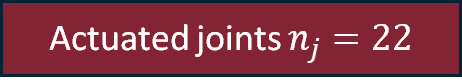 Actuated joints $n_j = 22$